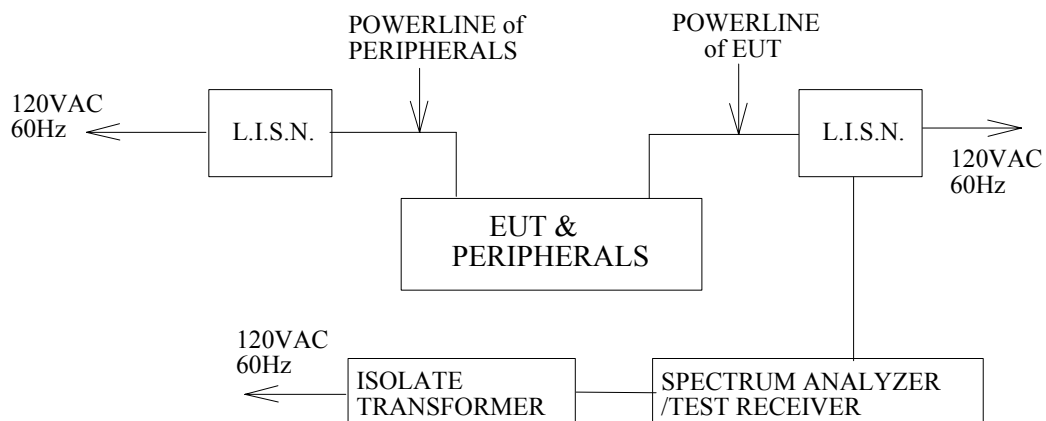 POWERLINE of
PERIPHERALS
POWERLINE
of EUT
120VAC
60Hz
L.I.S.N.
L.I.S.N.
120VAC
60Hz
EUT &
PERIPHERALS
120VAC
60Hz
ISOLATE
TRANSFORMER
SPECTRUM ANALYZER
/TEST RECEIVER